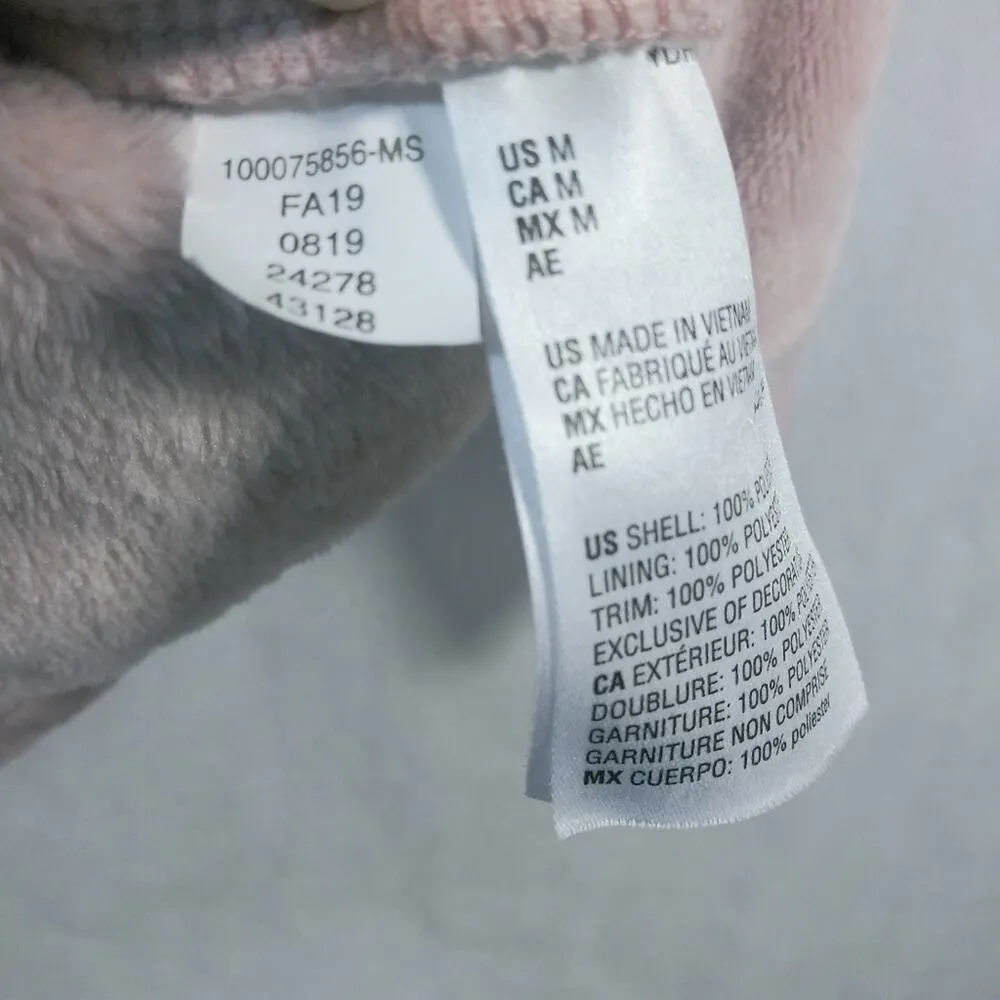 100075856-MS
FA19
0819
24278
43128
US M
CA M
MX M
AE
US MADE IN VIETNAM
CA FABRIQUÉ AU
MX HECHO EN
AE
US SHELL: 100%
LINING: 100%
TRIM: 100% POLYESTER
EXCLUSIVE OF
CA EXTÉRIEUR: 100%
DOUBLURE: 100% POLYESTER
GARNITURE: 100% POLYESTER
GARNITURE NON COMPRISE
MX CUERPO: 100% poliester